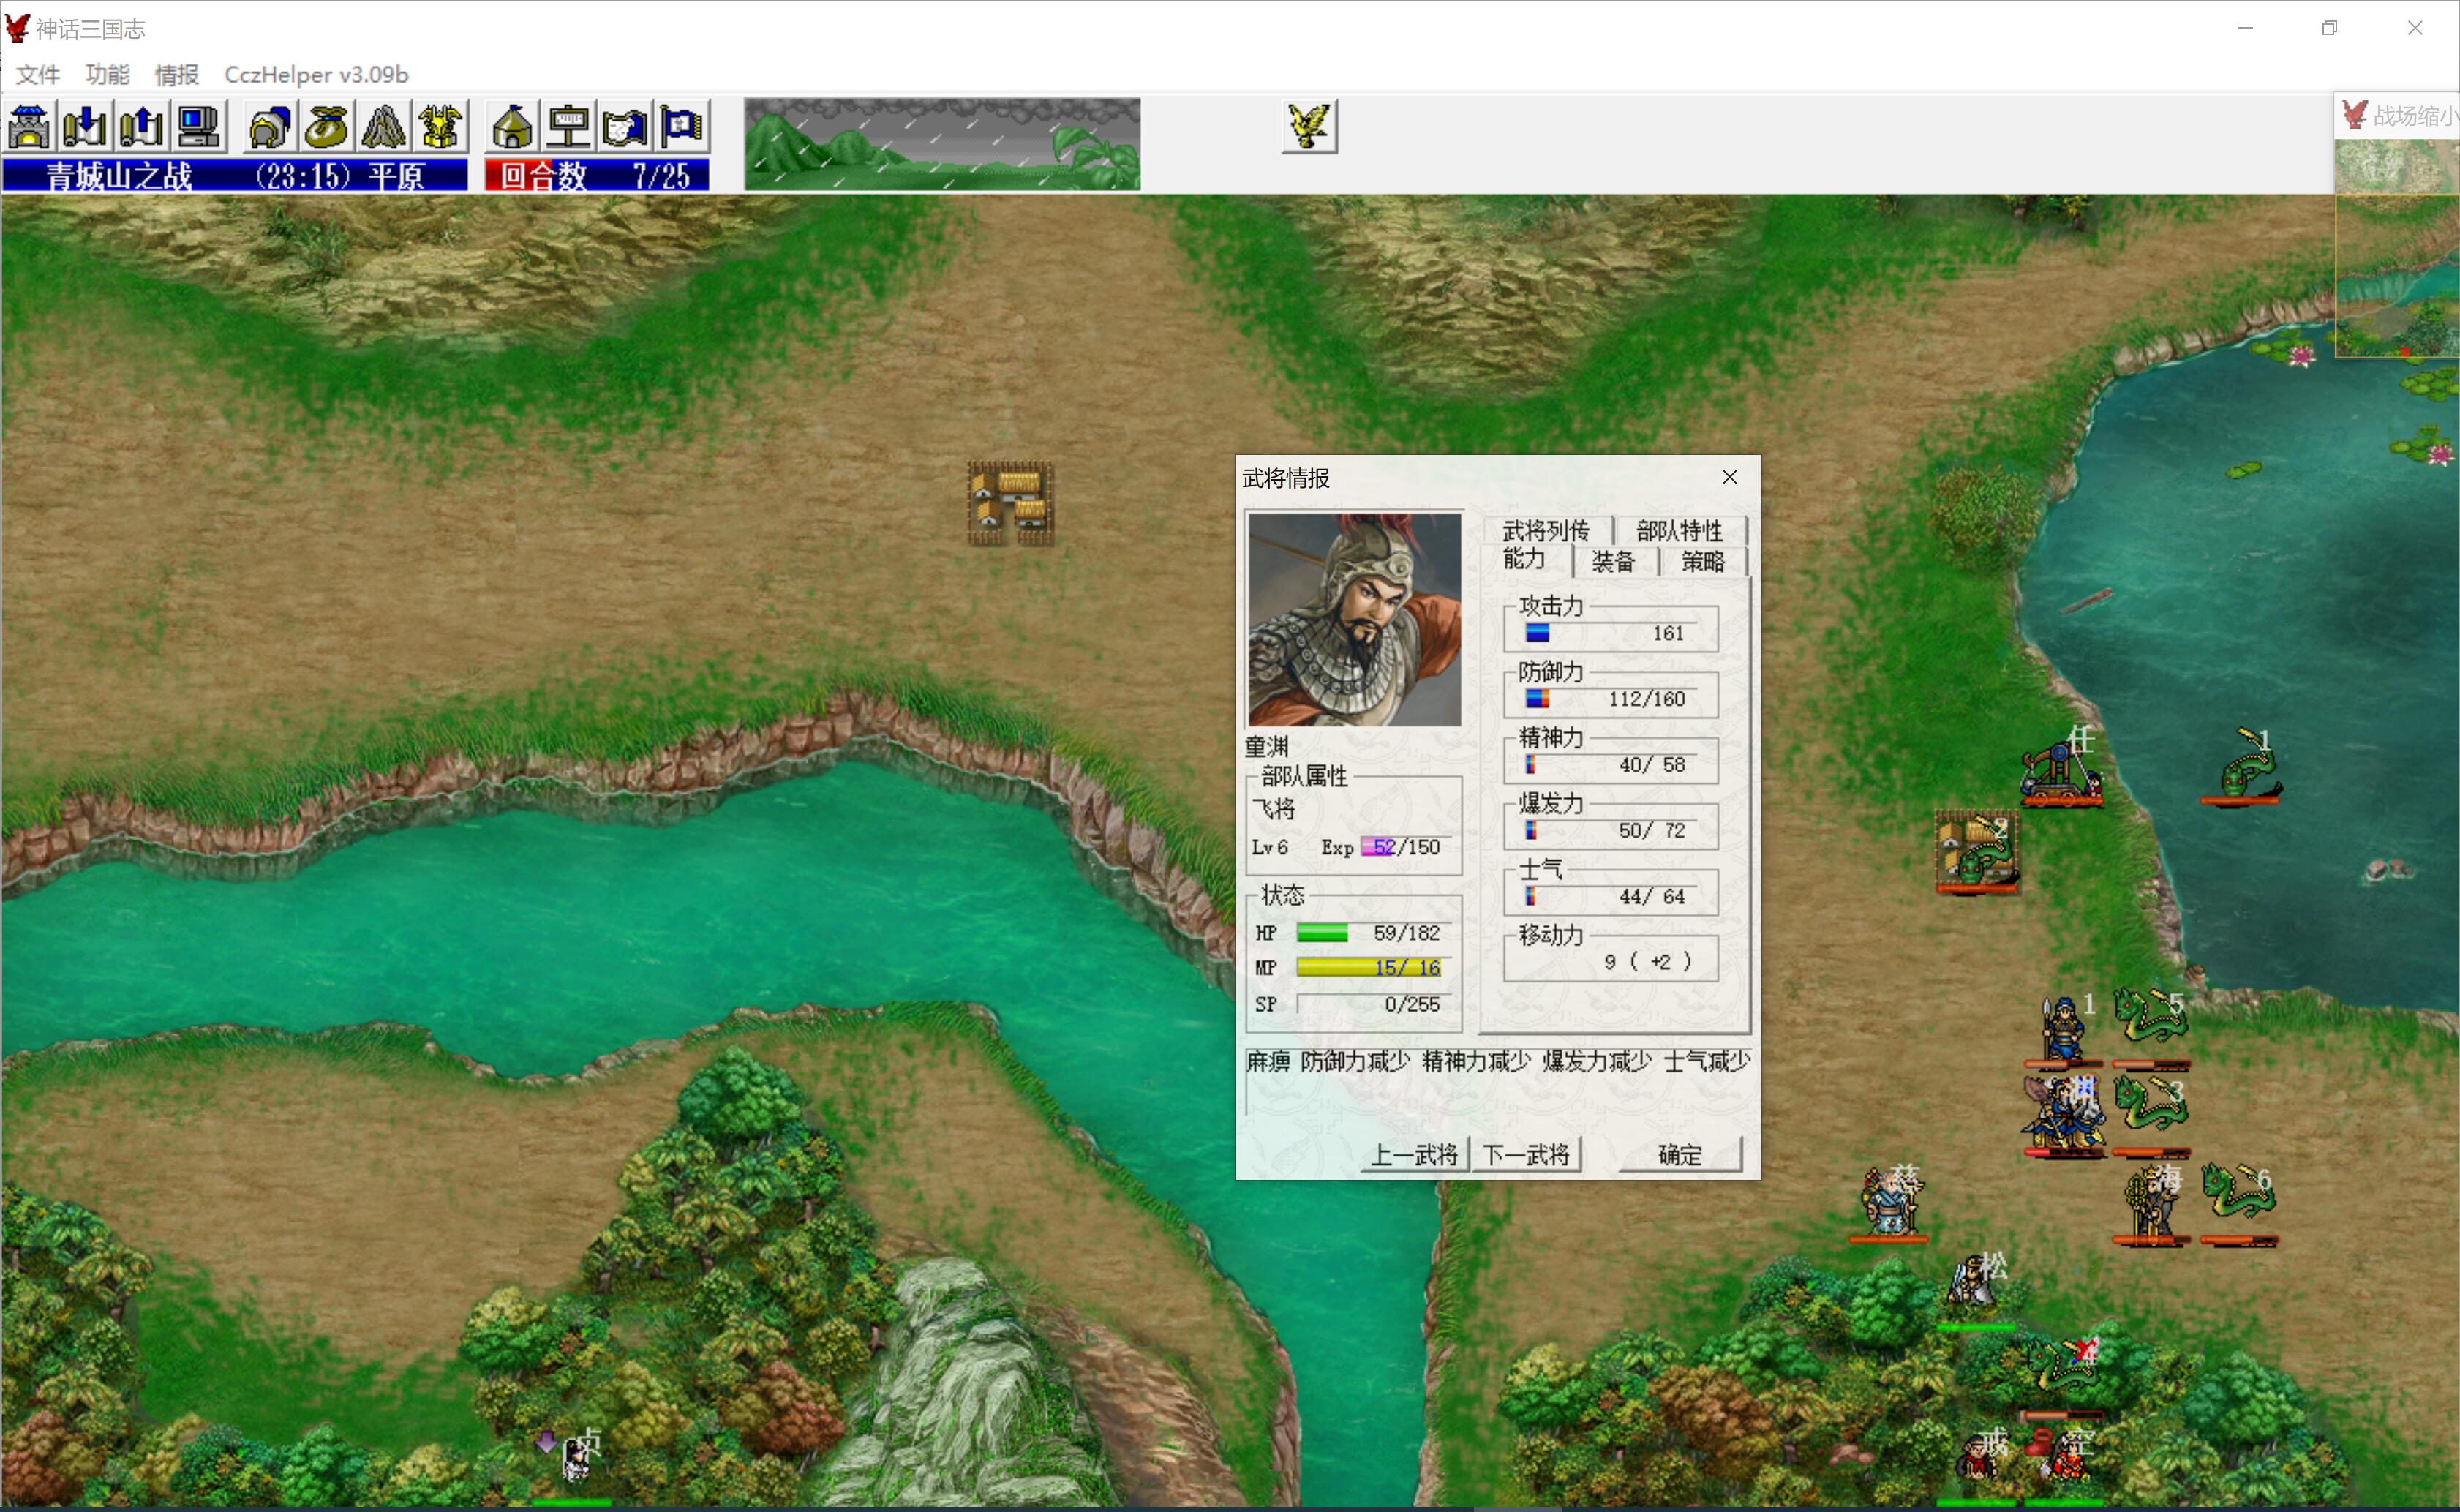 神话三国志
文件 功能 情报 CczHelper v3.09b
战场缩小
青城山之战 (23:15) 平原
回合数 7/25
武将情报
武将列传 部队特性
能力 装备 策略
攻击力
161
防御力
112/160
精神力
40/ 58
爆发力
50/ 72
士气
44/ 64
移动力
9 ( +2 )
童渊
部队属性
飞将
Lv 6 Exp 52/150
状态
HP 59/182
MP 15/ 16
SP 0/255
麻痹 防御力减少 精神力减少 爆发力减少 士气减少
上一武将 下一武将 确定
任
1
2
1
5
渊
3
慈
海
6
松
4
贞
戒
空